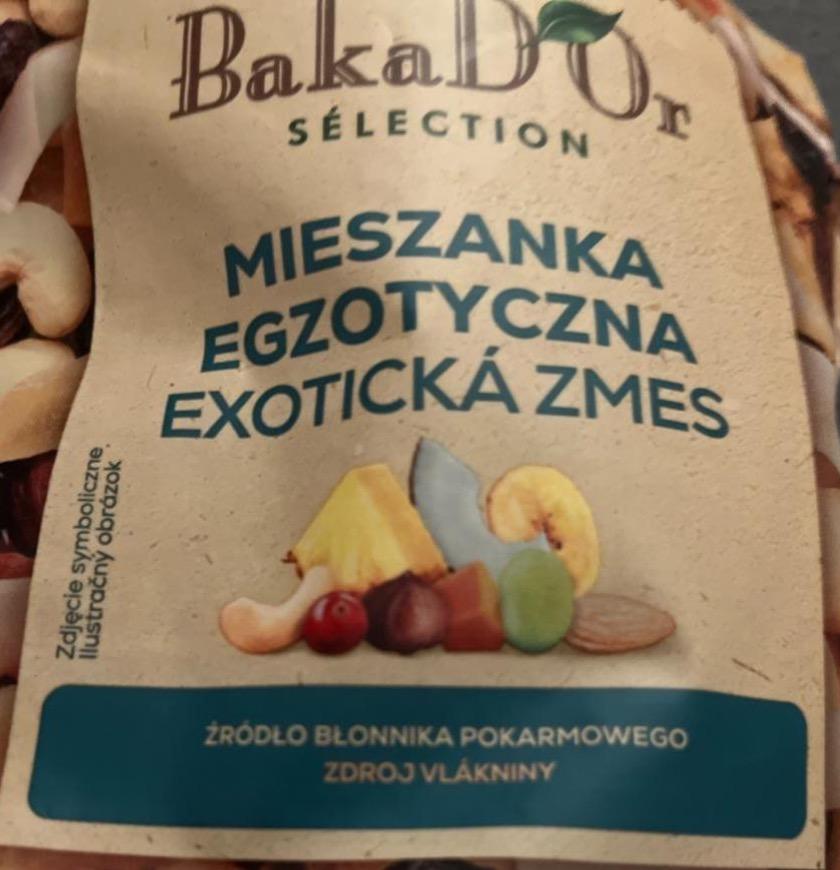 BakaD'Or
SÉLECTION
MIESZANKA
EGZOTYCZNA
EXOTICKÁ ZMES
Zdjęcie symboliczne.
Ilustračný obrázok
ŹRÓDŁO BŁONNIKA POKARMOWEGO
ZDROJ VLÁKNINY